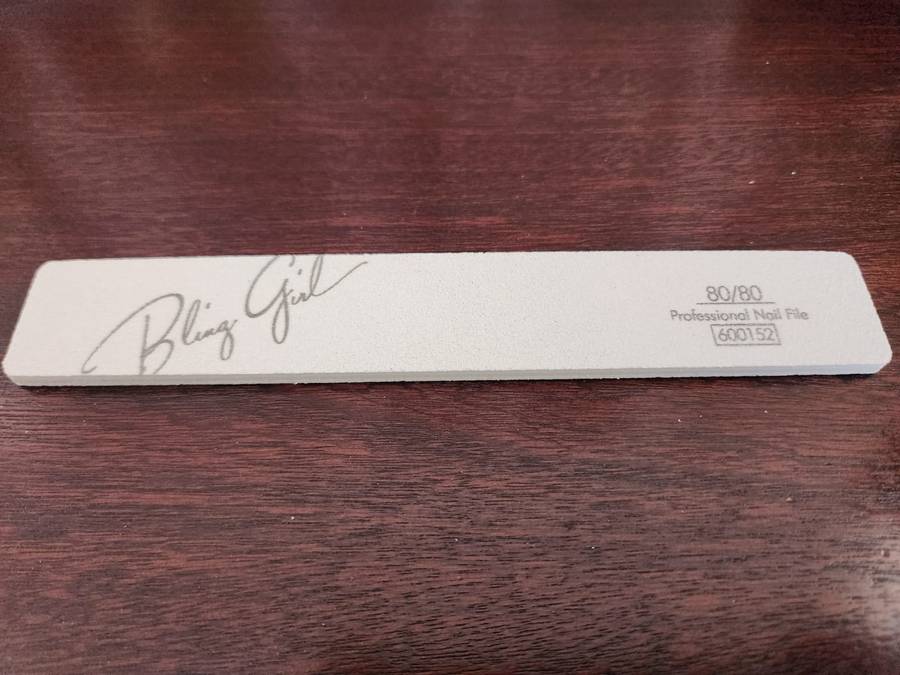 Bling Girl
80/80
Professional Nail File
600152